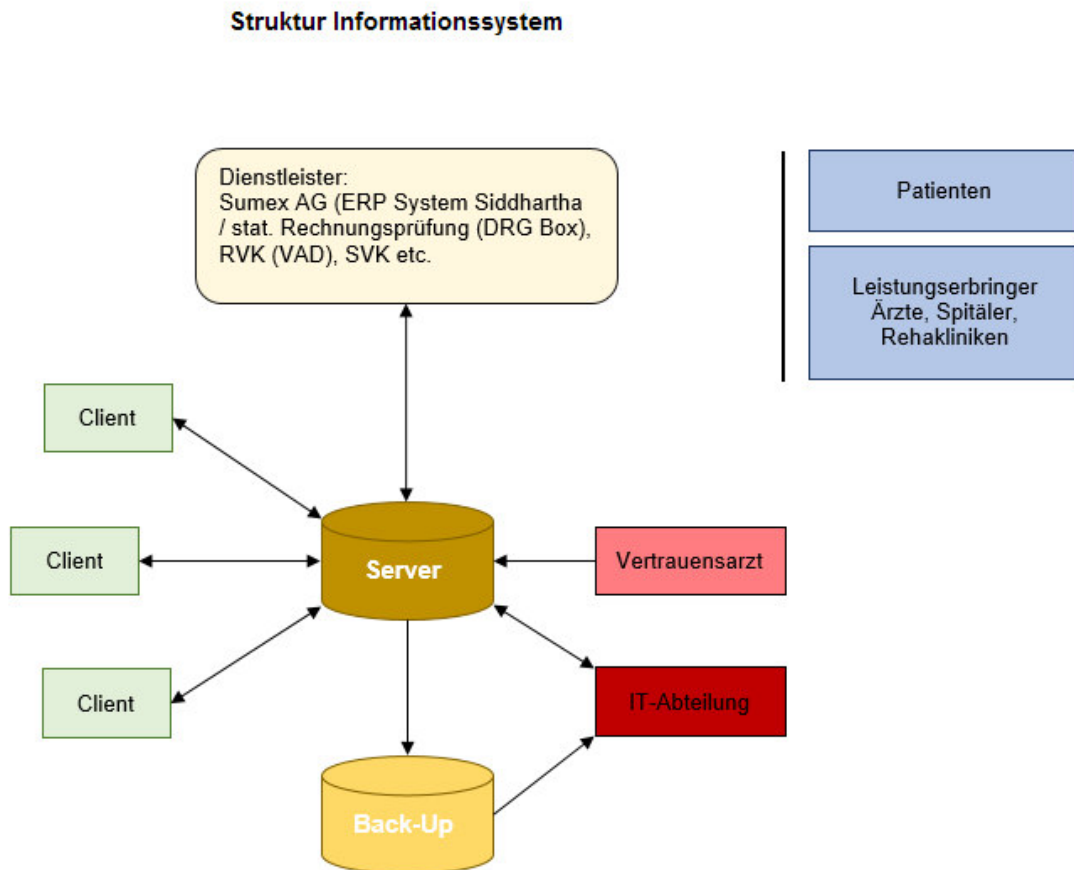 Struktur Informationssystem
Dienstleister:
Sumex AG (ERP System Siddhartha
/ stat. Rechnungsprüfung (DRG Box),
RVK (VAD), SVK etc.
Patienten
Leistungserbringer
Ärzte, Spitäler,
Rehakliniken
Client
Client
Server
Vertrauensarzt
Client
IT-Abteilung
Back-Up